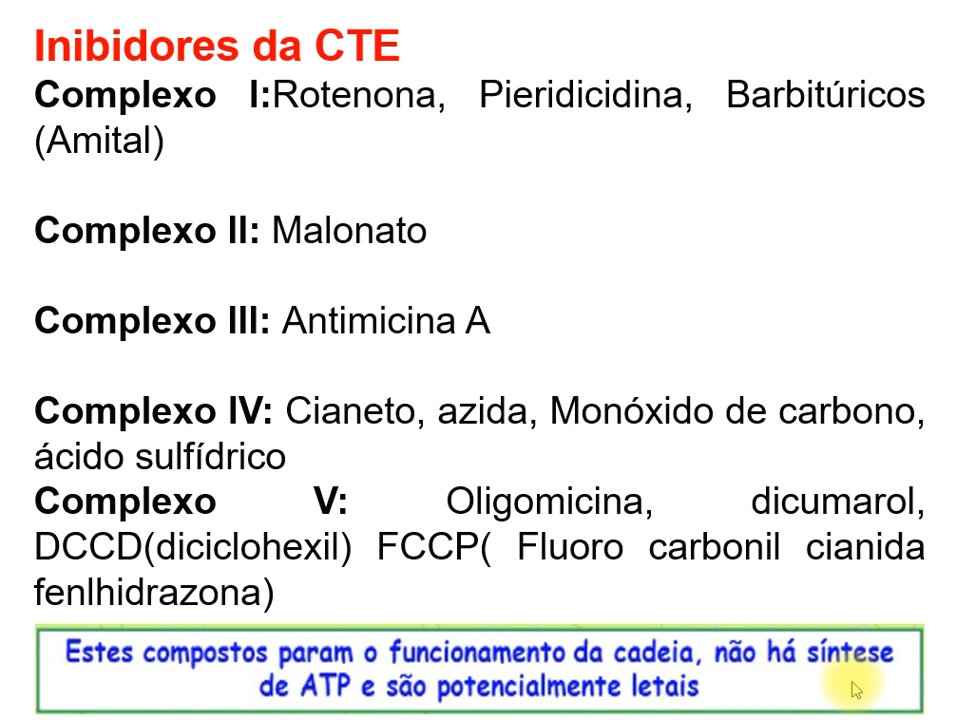 Inibidores da CTE
Complexo I:Rotenona, Pieridicidina, Barbitúricos
(Amital)
Complexo II: Malonato
Complexo III: Antimicina A
Complexo IV: Cianeto, azida, Monóxido de carbono,
ácido sulfídrico
Complexo V: Oligomicina, dicumarol,
DCCD(diciclohexil) FCCP( Fluoro carbonil cianida
fenlhidrazona)
Estes compostos param o funcionamento da cadeia, não há síntese
de ATP e são potencialmente letais